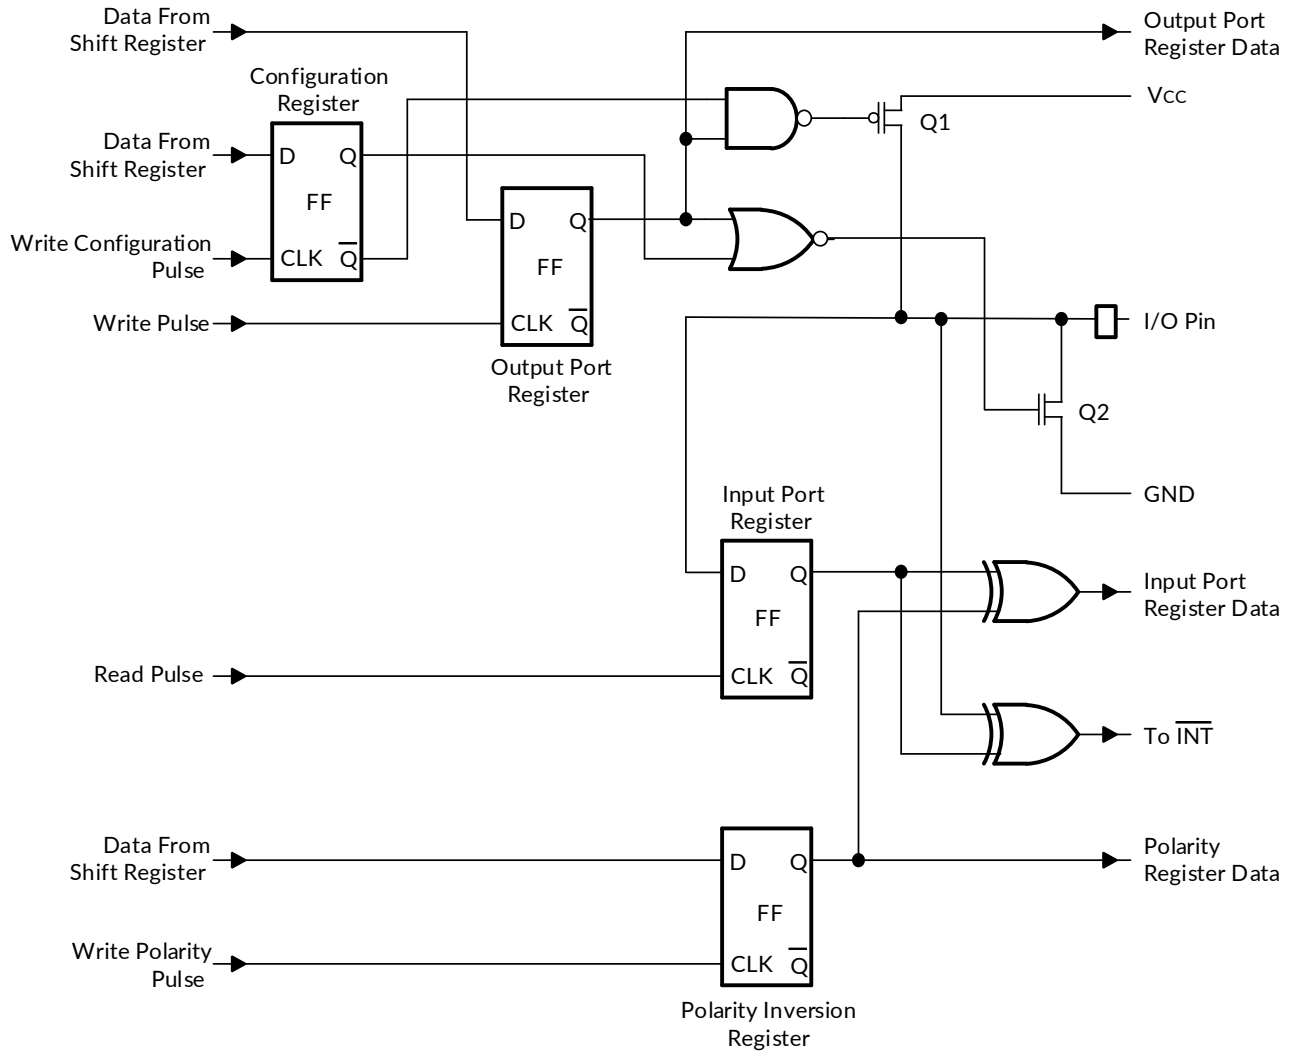 Data From
Shift Register
Output Port
Register Data
Configuration
Register
VCC
Q1
Data From
Shift Register
D
Q
FF
CLK
Q̅
Write Configuration
Pulse
D
Q
FF
CLK
Q̅
Write Pulse
Output Port
Register
I/O Pin
Q2
GND
Input Port
Register
D
Q
FF
CLK
Q̅
Input Port
Register Data
Read Pulse
To I̅N̅T̅
Data From
Shift Register
D
Q
FF
CLK
Q̅
Polarity
Register Data
Write Polarity
Pulse
Polarity Inversion
Register